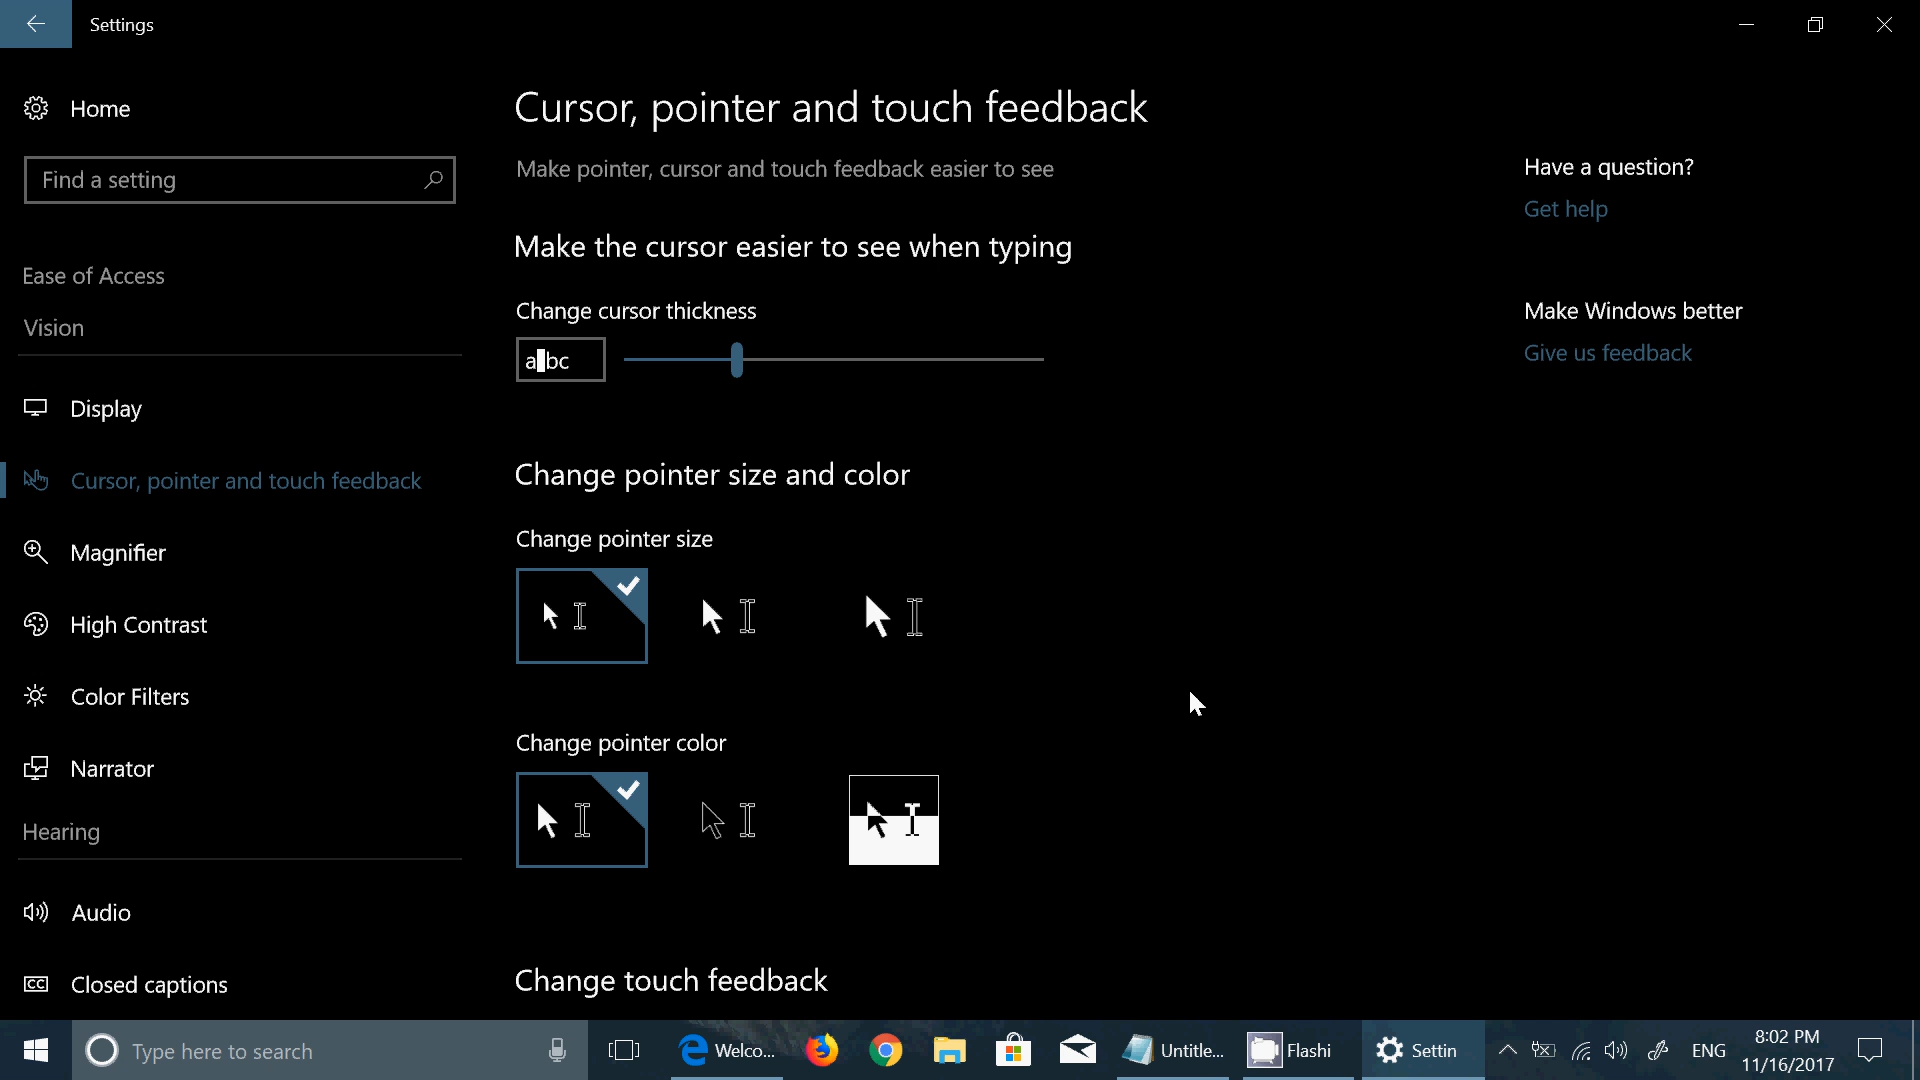 Settings
Home
Find a setting
Ease of Access
Vision
Display
Cursor, pointer and touch feedback
Magnifier
High Contrast
Color Filters
Narrator
Hearing
Audio
Closed captions
Cursor, pointer and touch feedback
Make pointer, cursor and touch feedback easier to see
Make the cursor easier to see when typing
Change cursor thickness
abc
Change pointer size and color
Change pointer size
Change pointer color
Change touch feedback
Have a question?
Get help
Make Windows better
Give us feedback
Type here to search
Welco...
Untitle...
Flashi
Settin
ENG
8:02 PM
11/16/2017